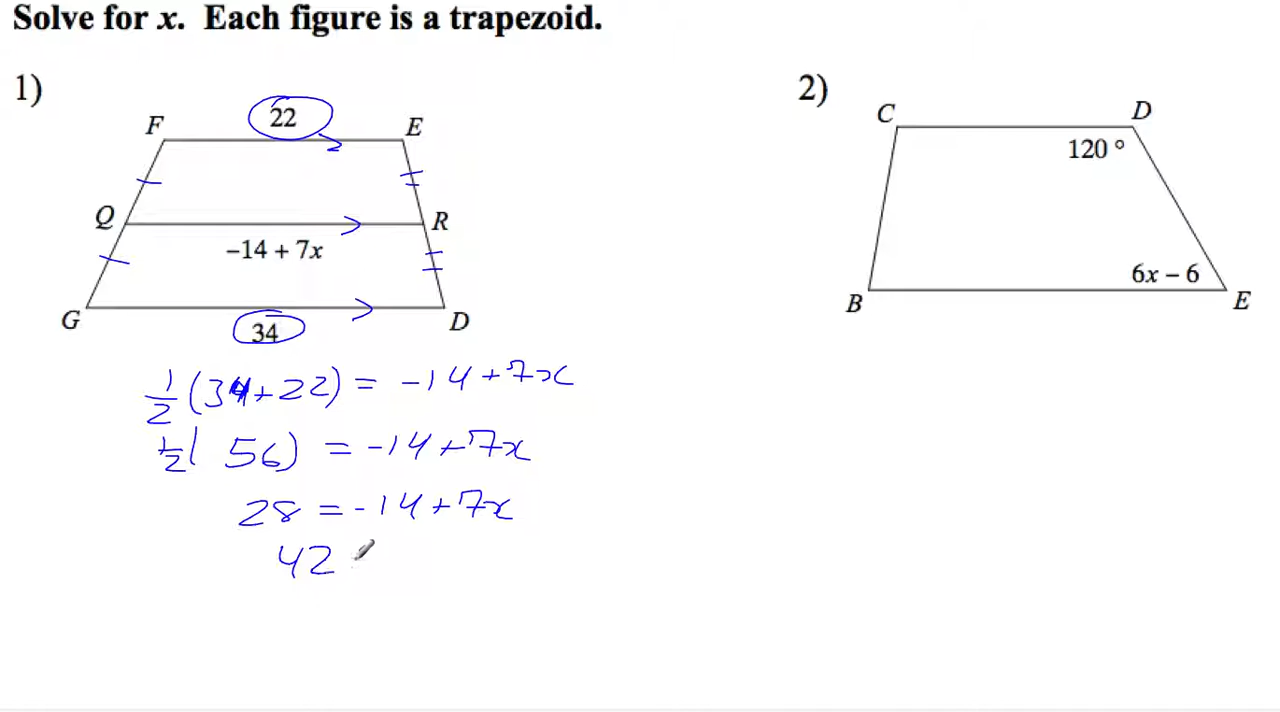 Solve for x. Each figure is a trapezoid.
1)
F 22 E
Q R
–14 + 7x
G D
34
1/2 (34 + 22) = -14 + 7x
1/2 ( 56) = -14 + 7x
28 = -14 + 7x
42
2)
C D
120 °
6x – 6
B E